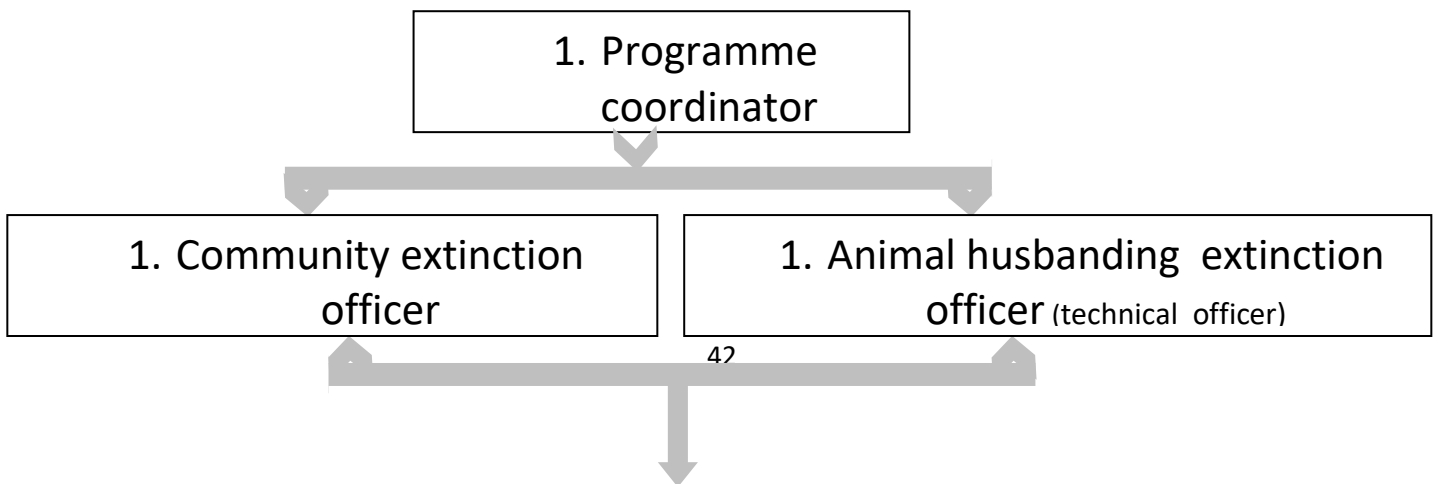 1. Programme
coordinator
1. Community extinction
officer
1. Animal husbanding extinction
officer (technical officer)
42